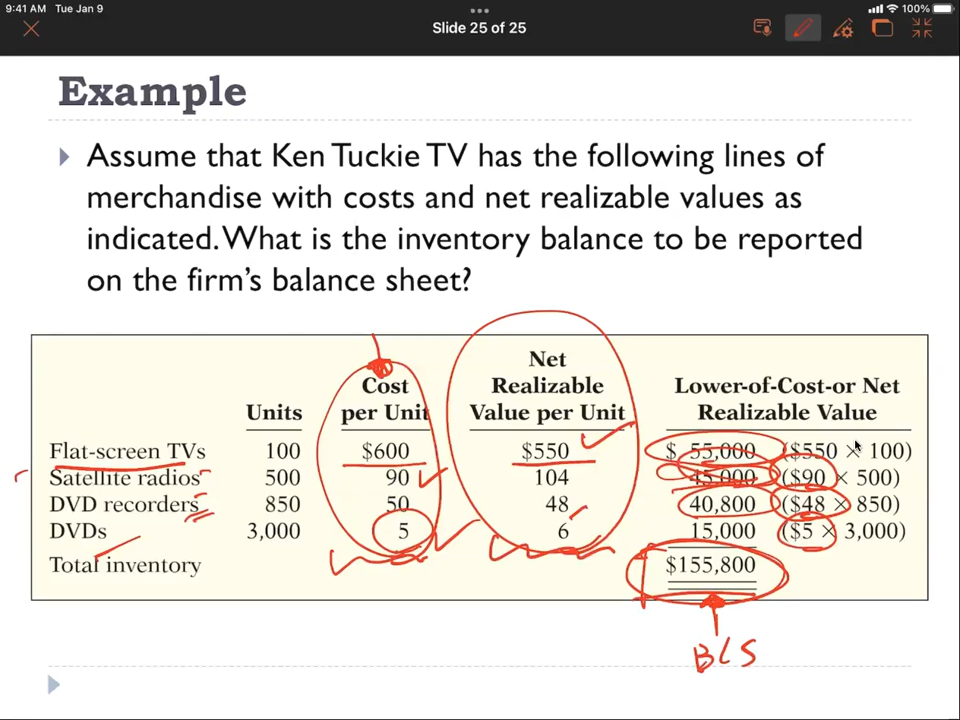 9:41 AM Tue Jan 9
100%
Slide 25 of 25
Example
Assume that Ken Tuckie TV has the following lines of
merchandise with costs and net realizable values as
indicated. What is the inventory balance to be reported
on the firm's balance sheet?
Net
Cost Realizable Lower-of-Cost-or Net
Units per Unit Value per Unit Realizable Value
Flat-screen TVs 100 $600 $550 $ 55,000 ($550 × 100)
Satellite radios 500 90 104 45,000 ($90 × 500)
DVD recorders 850 50 48 40,800 ($48 × 850)
DVDs 3,000 5 6 15,000 ($5 × 3,000)
Total inventory $155,800
B/S